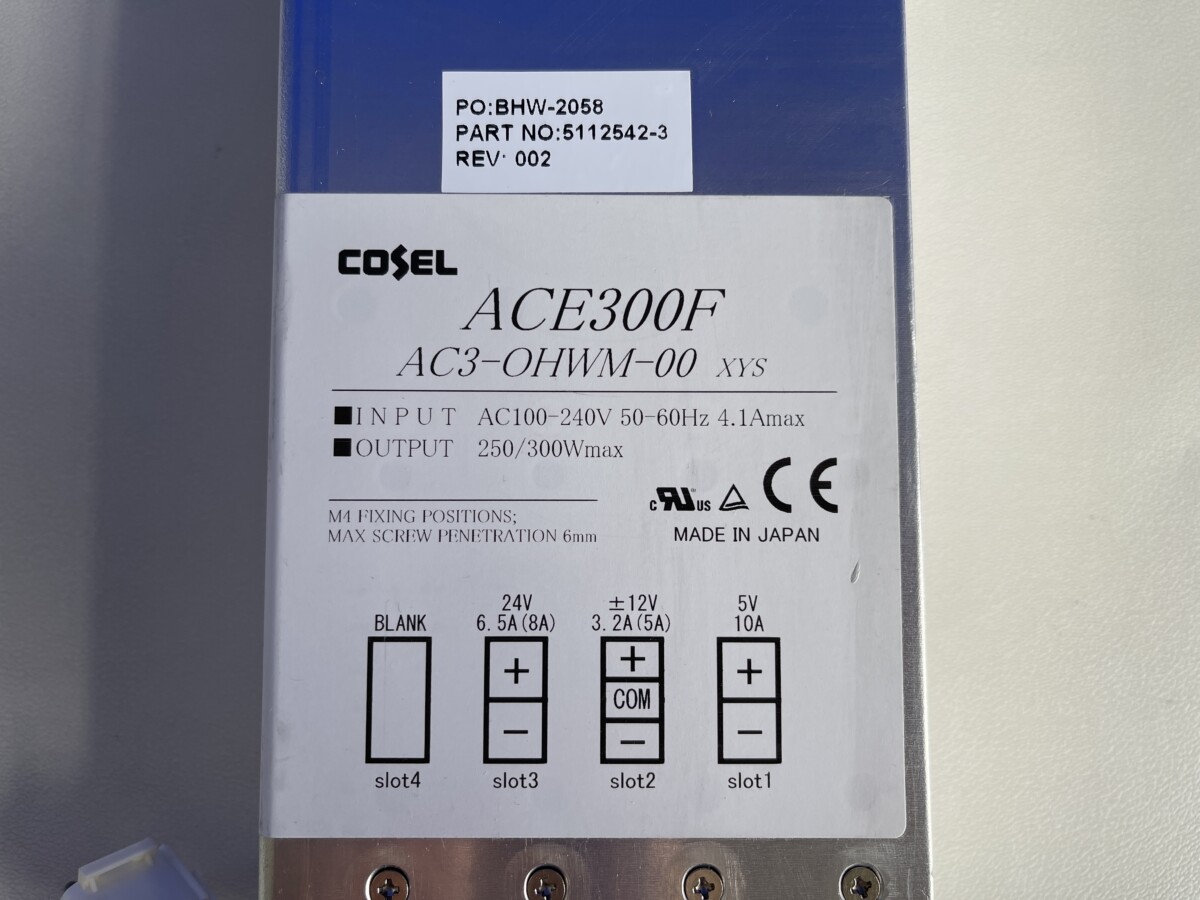 PO:BHW-2058
PART NO:5112542-3
REV: 002
COSEL
ACE300F
AC3-OHWM-00 XYS
■INPUT AC100-240V 50-60Hz 4.1Amax
■OUTPUT 250/300Wmax
c RU US CE
M4 FIXING POSITIONS;
MAX SCREW PENETRATION 6mm
MADE IN JAPAN
BLANK
slot4
24V
6.5A(8A)
+
−
slot3
±12V
3.2A(5A)
+
COM
−
slot2
5V
10A
+
−
slot1